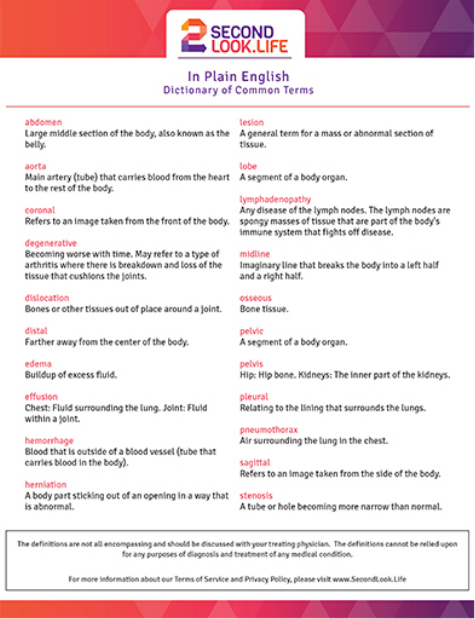 2 SECOND
LOOK.LIFE
In Plain English
Dictionary of Common Terms
abdomen
Large middle section of the body, also known as the
belly.
aorta
Main artery (tube) that carries blood from the heart
to the rest of the body.
coronal
Refers to an image taken from the front of the body.
degenerative
Becoming worse with time. May refer to a type of
arthritis where there is breakdown and loss of the
tissue that cushions the joints.
dislocation
Bones or other tissues out of place around a joint.
distal
Farther away from the center of the body.
edema
Buildup of excess fluid.
effusion
Chest: Fluid surrounding the lung. Joint: Fluid
within a joint.
hemorrhage
Blood that is outside of a blood vessel (tube that
carries blood in the body).
herniation
A body part sticking out of an opening in a way that
is abnormal.
lesion
A general term for a mass or abnormal section of
tissue.
lobe
A segment of a body organ.
lymphadenopathy
Any disease of the lymph nodes. The lymph nodes are
spongy masses of tissue that are part of the body's
immune system that fights off disease.
midline
Imaginary line that breaks the body into a left half
and a right half.
osseous
Bone tissue.
pelvic
A segment of a body organ.
pelvis
Hip: Hip bone. Kidneys: The inner part of the kidneys.
pleural
Relating to the lining that surrounds the lungs.
pneumothorax
Air surrounding the lung in the chest.
sagittal
Refers to an image taken from the side of the body.
stenosis
A tube or hole becoming more narrow than normal.
The definitions are not all encompassing and should be discussed with your treating physician. The definitions cannot be relied upon
for any purposes of diagnosis and treatment of any medical condition.
For more information about our Terms of Service and Privacy Policy, please visit www.SecondLook.Life